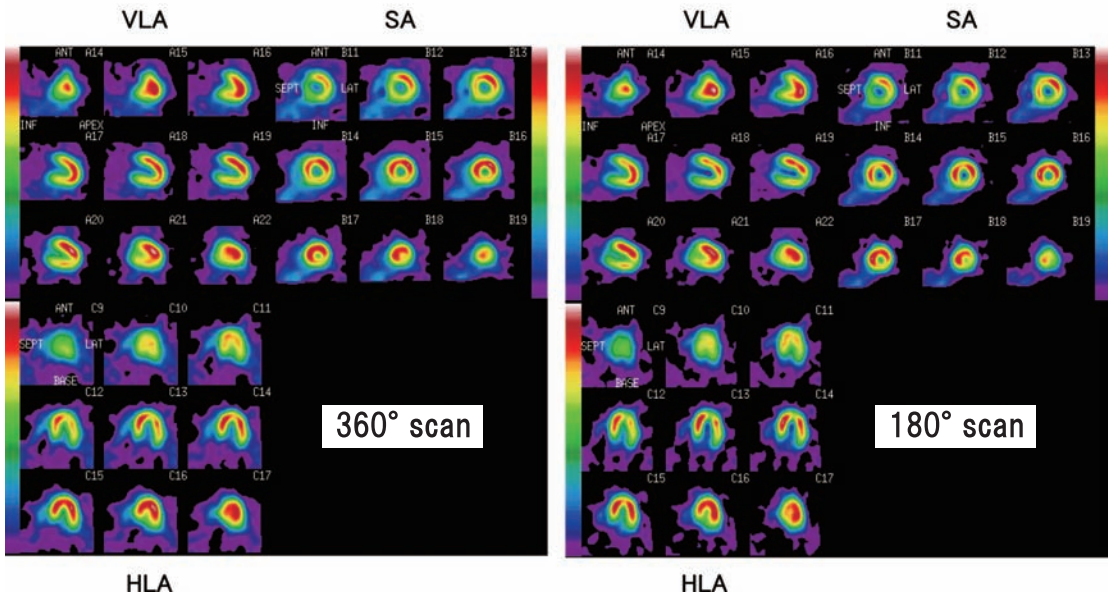 VLA SA VLA SA
ANT A14 A15 A16 ANT B11 B12 B13
SEPT LAT
INF APEX INF
A17 A18 A19 B14 B15 B16
A20 A21 A22 B17 B18 B19
ANT C9 C10 C11
SEPT LAT
BASE
C12 C13 C14
360° scan
C15 C16 C17
HLA
ANT A14 A15 A16 ANT B11 B12 B13
SEPT LAT
INF APEX INF
A17 A18 A19 B14 B15 B16
A20 A21 A22 B17 B18 B19
ANT C9 C10 C11
SEPT LAT
BASE
C12 C13 C14
180° scan
C15 C16 C17
HLA